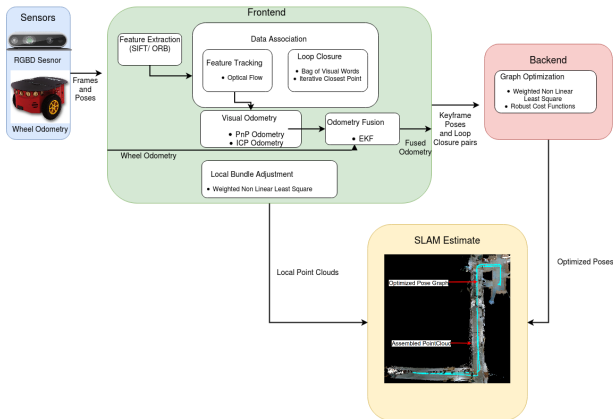 Sensors
RGBD Sesnor
Wheel Odometry
Frames
and
Poses
Frontend
Feature Extraction
(SIFT/ ORB)
Data Association
Feature Tracking
• Optical Flow
Loop Closure
• Bag of Visual Words
• Iterative Closest Point
Visual Odometry
• PnP Odometry
• ICP Odometry
Odometry Fusion
• EKF
Wheel Odometry
Fused
Odometry
Local Bundle Adjustment
• Weighted Non Linear Least Square
Keyframe
Poses
and Loop
Closure pairs
Backend
Graph Optimization
• Weighted Non Linear
Least Square
• Robust Cost Functions
Local Point Clouds
Optimized Poses
SLAM Estimate
Optimized Pose Graph
Assembled PointCloud